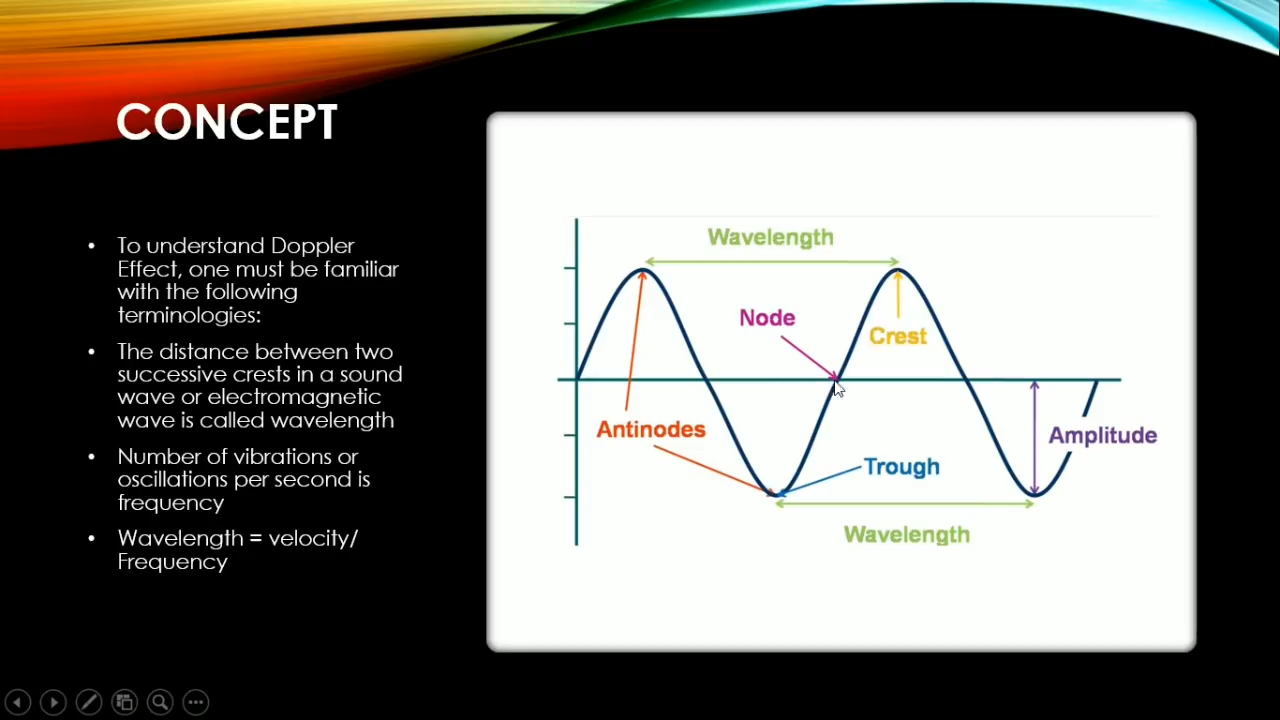 CONCEPT
• To understand Doppler
Effect, one must be familiar
with the following
terminologies:
• The distance between two
successive crests in a sound
wave or electromagnetic
wave is called wavelength
• Number of vibrations or
oscillations per second is
frequency
• Wavelength = velocity/
Frequency
Wavelength
Node
Crest
Antinodes
Amplitude
Trough
Wavelength